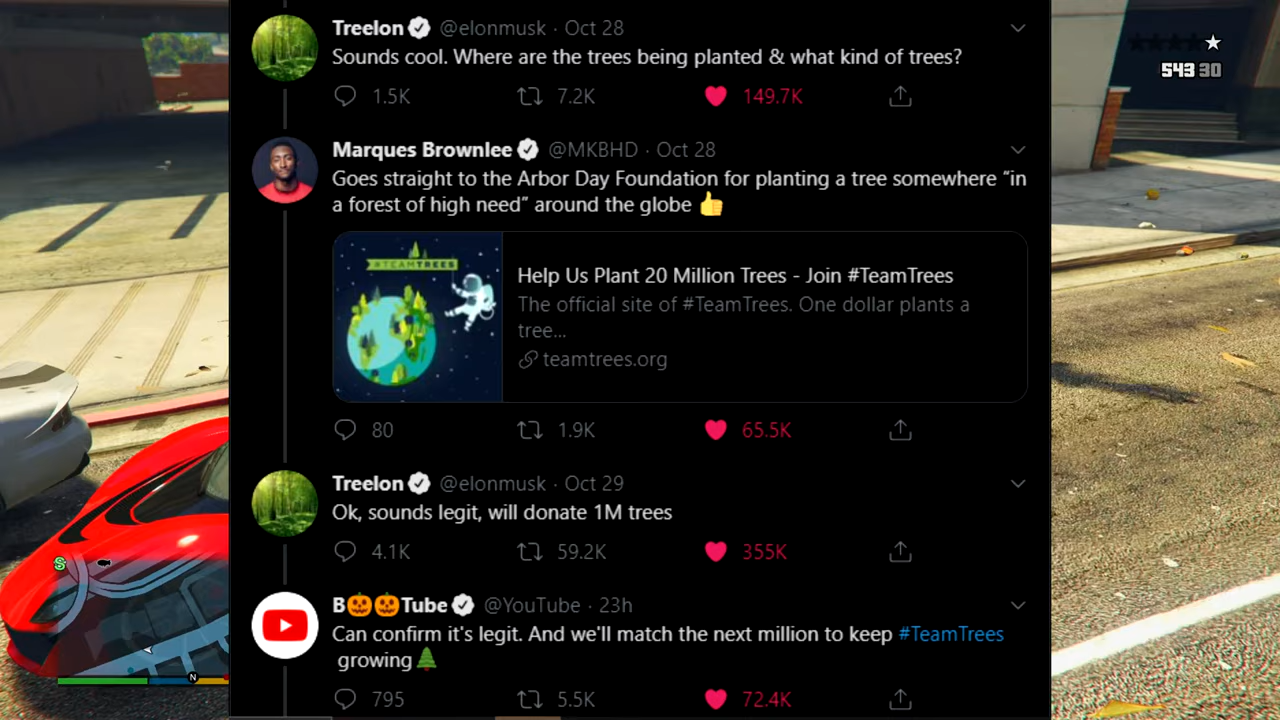 Treelon @elonmusk · Oct 28
Sounds cool. Where are the trees being planted & what kind of trees?
1.5K 7.2K 149.7K
543 30
Marques Brownlee @MKBHD · Oct 28
Goes straight to the Arbor Day Foundation for planting a tree somewhere “in
a forest of high need” around the globe 👍
#TEAMTREES
Help Us Plant 20 Million Trees - Join #TeamTrees
The official site of #TeamTrees. One dollar plants a
tree...
teamtrees.org
80 1.9K 65.5K
Treelon @elonmusk · Oct 29
Ok, sounds legit, will donate 1M trees
4.1K 59.2K 355K
S
B🎃🎃Tube @YouTube · 23h
Can confirm it's legit. And we'll match the next million to keep #TeamTrees
growing🌲
N
795 5.5K 72.4K